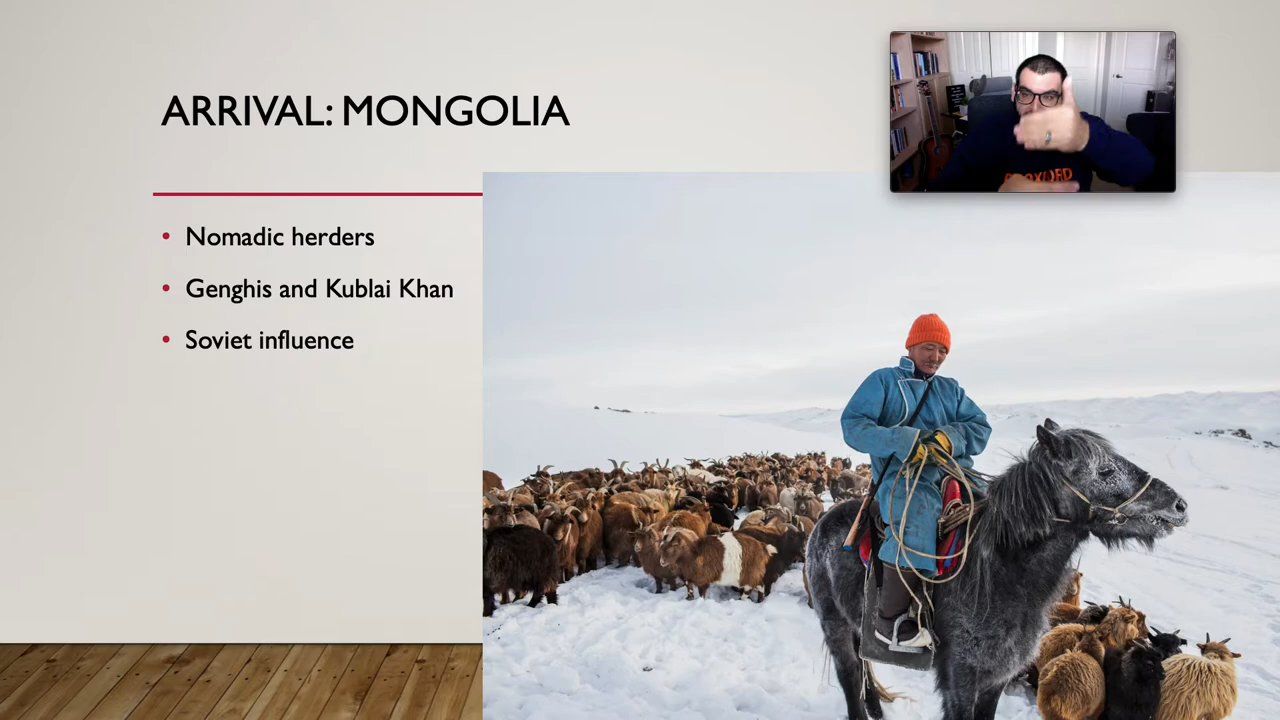 ARRIVAL: MONGOLIA
• Nomadic herders
• Genghis and Kublai Khan
• Soviet influence